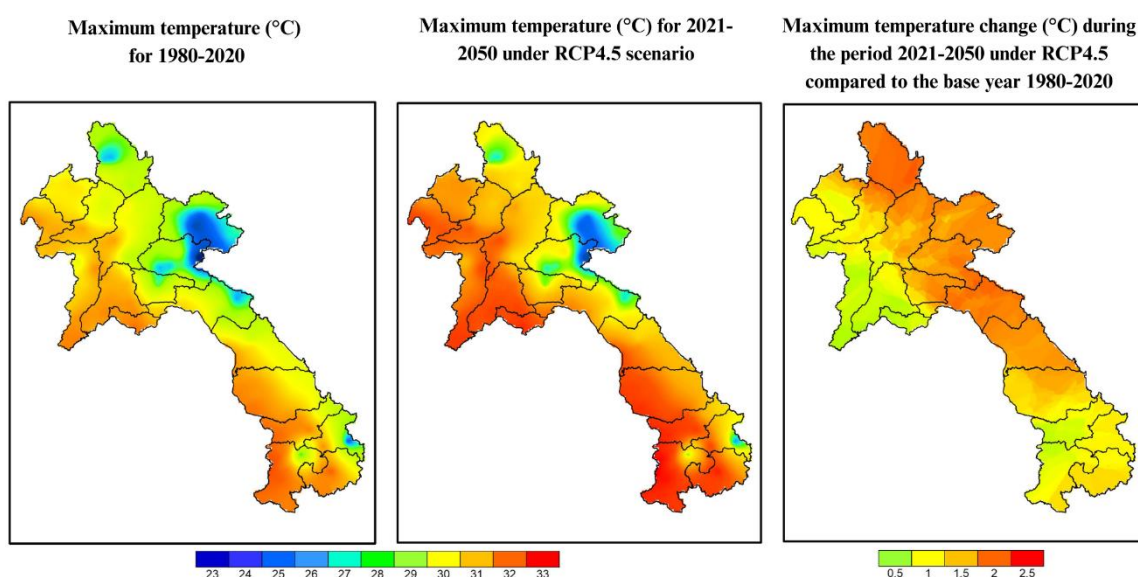 Maximum temperature (°C)
for 1980-2020
Maximum temperature (°C) for 2021-
2050 under RCP4.5 scenario
Maximum temperature change (°C) during
the period 2021-2050 under RCP4.5
compared to the base year 1980-2020
23 24 25 26 27 28 29 30 31 32 33
0.5 1 1.5 2 2.5